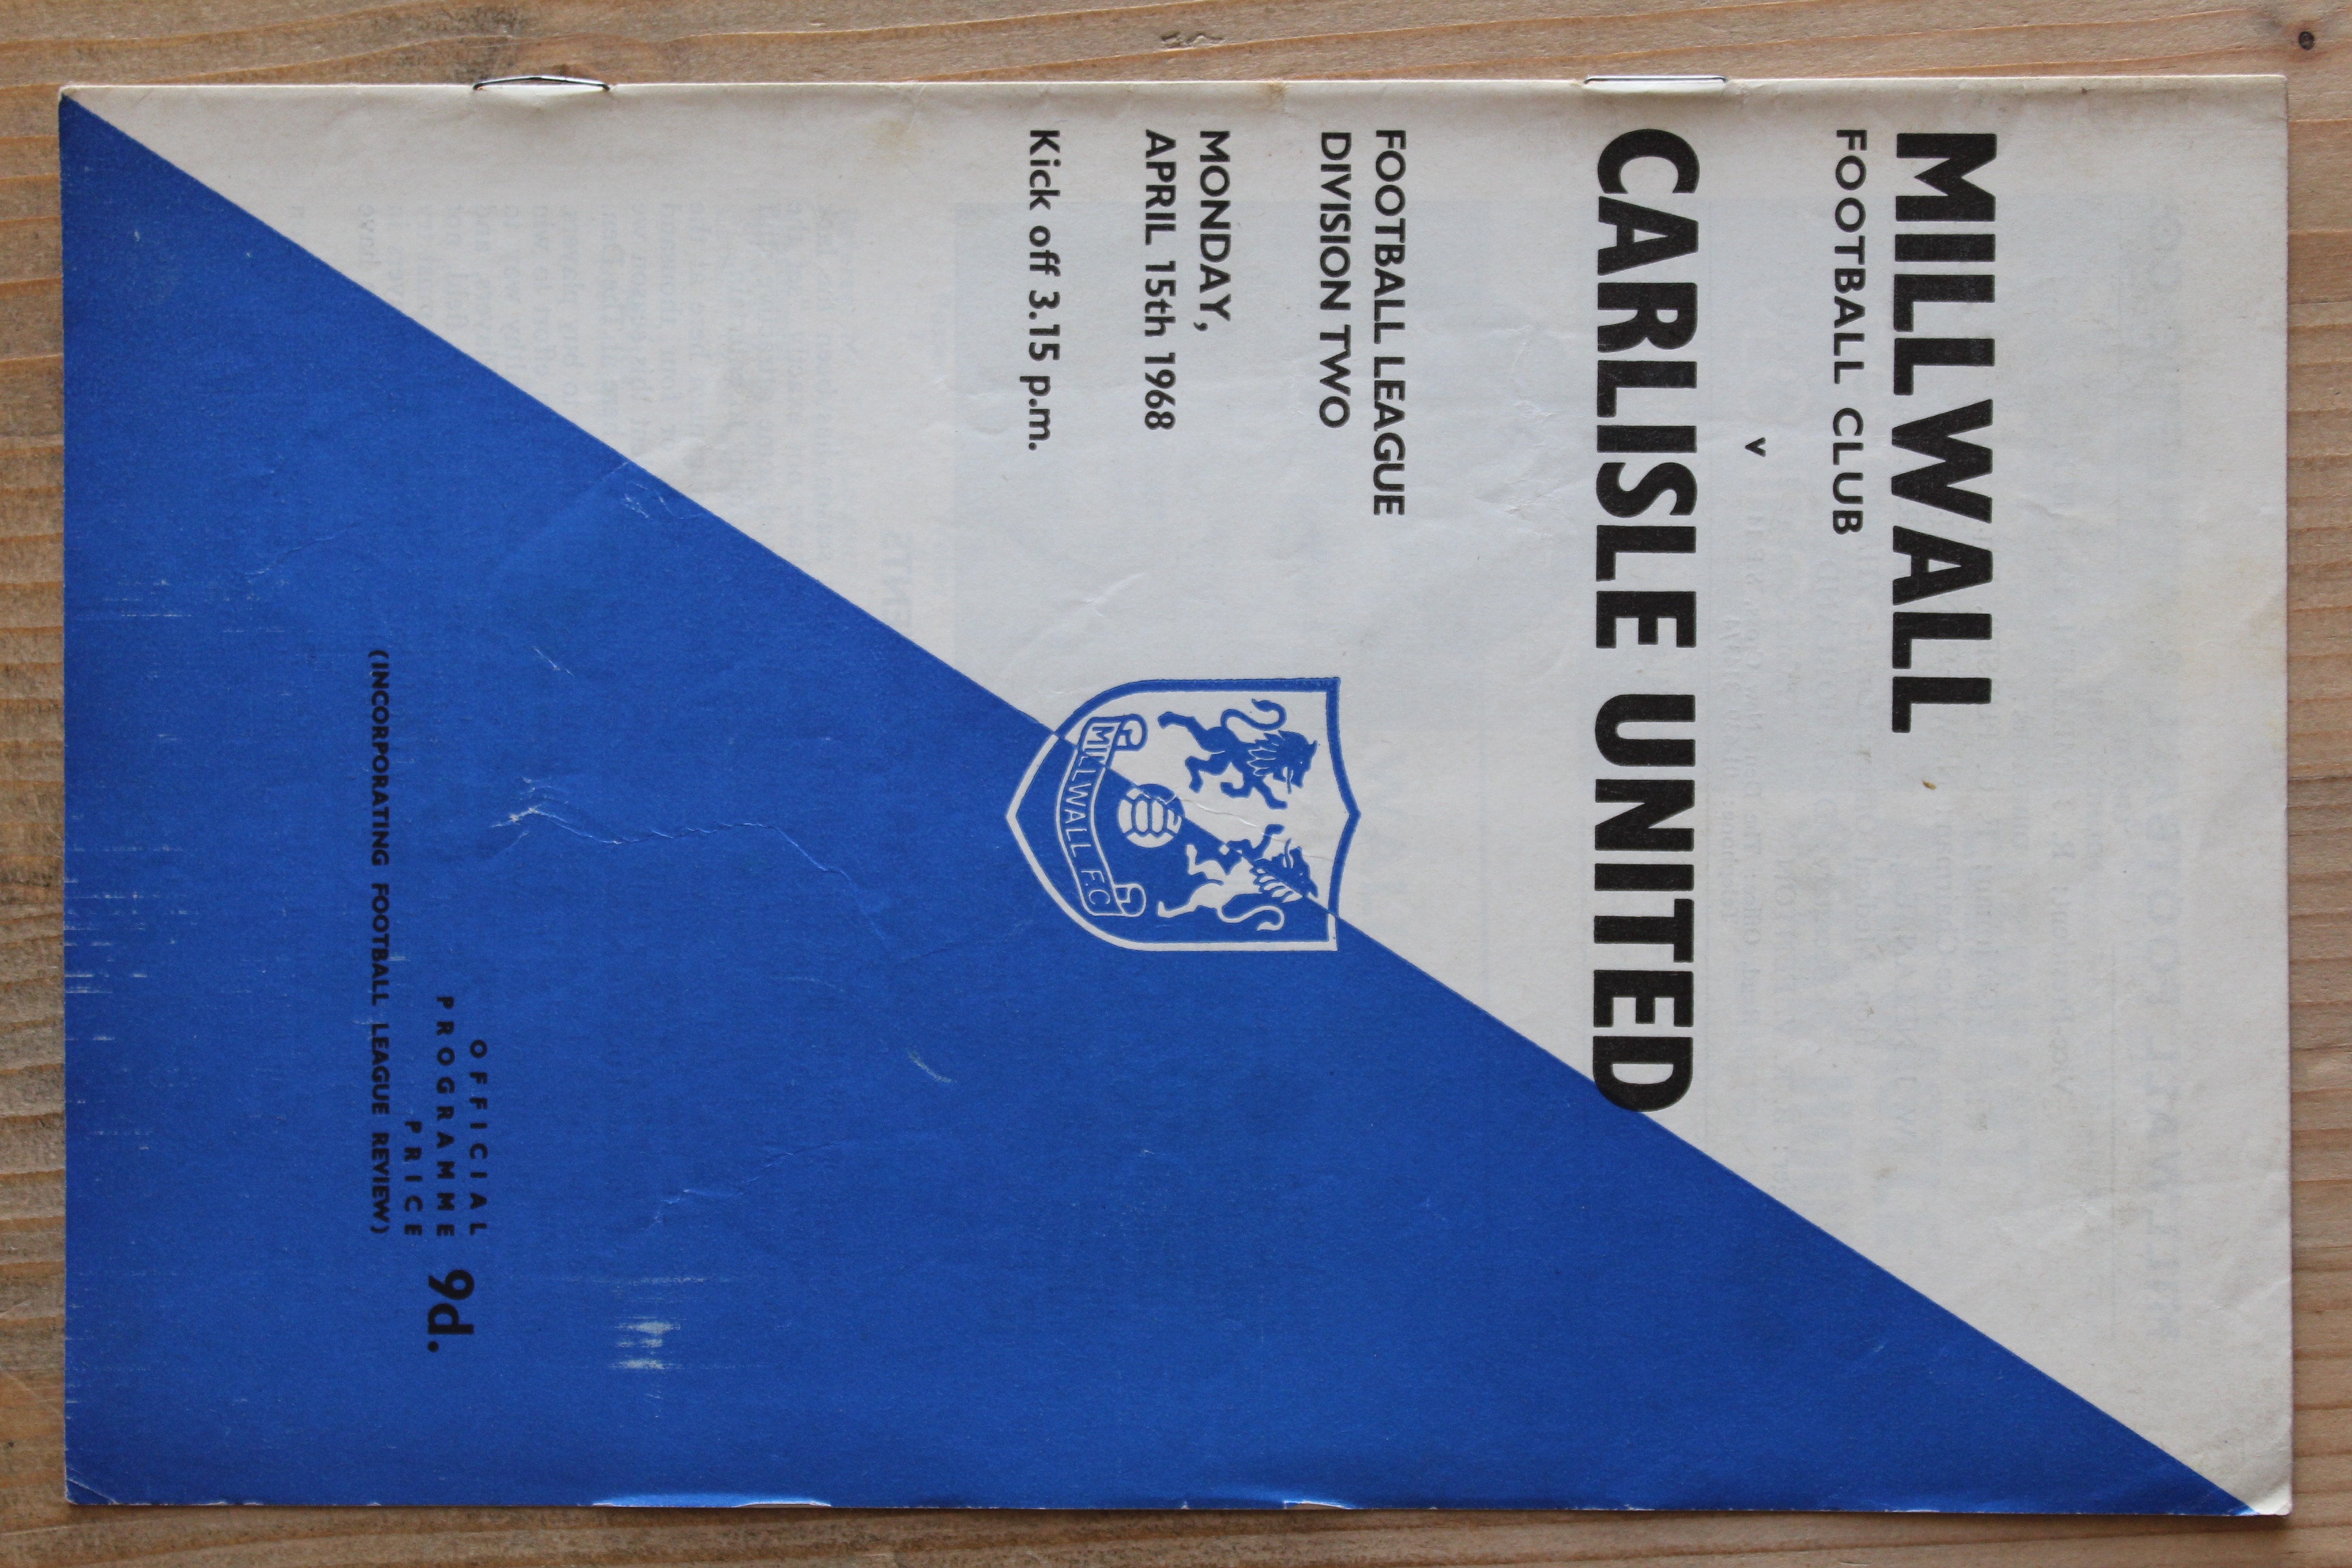 MILLWALL
FOOTBALL CLUB
v
CARLISLE UNITED
FOOTBALL LEAGUE
DIVISION TWO
MONDAY,
APRIL 15th 1968
Kick off 3.15 p.m.
MILLWALL F.C
OFFICIAL
PROGRAMME 9d.
PRICE
(INCORPORATING FOOTBALL LEAGUE REVIEW)